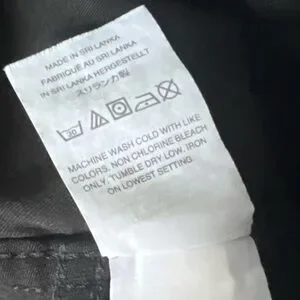 MADE IN SRI LANKA
FABRIQUE AU SRI LANKA
IN SRI LANKA HERGESTELLT
スリランカ製
30
MACHINE WASH COLD WITH LIKE
COLORS, NON CHLORINE BLEACH
ONLY, TUMBLE DRY LOW, IRON
ON LOWEST SETTING